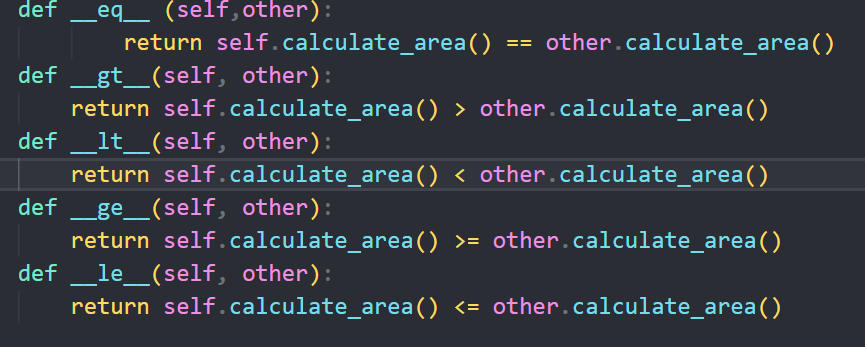 def __eq__ (self,other):
        return self.calculate_area() == other.calculate_area()
def __gt__(self, other):
    return self.calculate_area() > other.calculate_area()
def __lt__(self, other):
    return self.calculate_area() < other.calculate_area()
def __ge__(self, other):
    return self.calculate_area() >= other.calculate_area()
def __le__(self, other):
    return self.calculate_area() <= other.calculate_area()